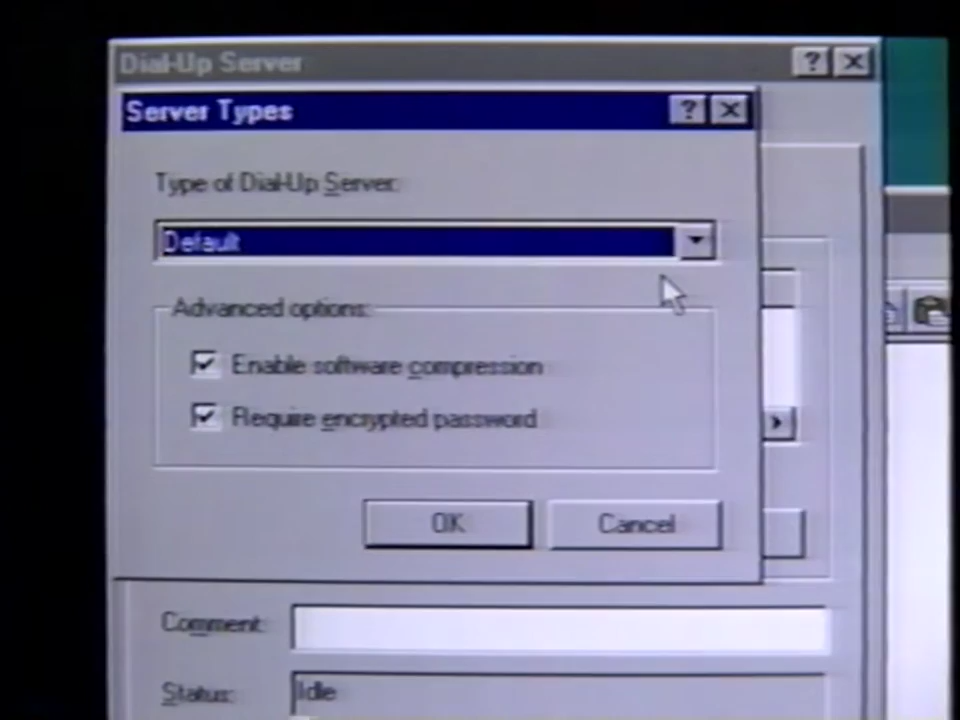 Dial-Up Server
Server Types
Type of Dial-Up Server:
Default
Advanced options:
Enable software compression
Require encrypted password
OK
Cancel
Comment:
Status:
Idle